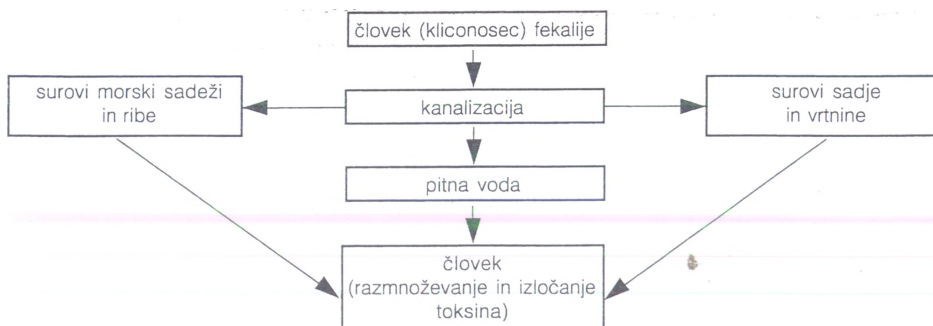 človek (kliconosec) fekalije
surovi morski sadeži
in ribe
kanalizacija
surovi sadje
in vrtnine
pitna voda
človek
(razmnoževanje in izločanje
toksina)